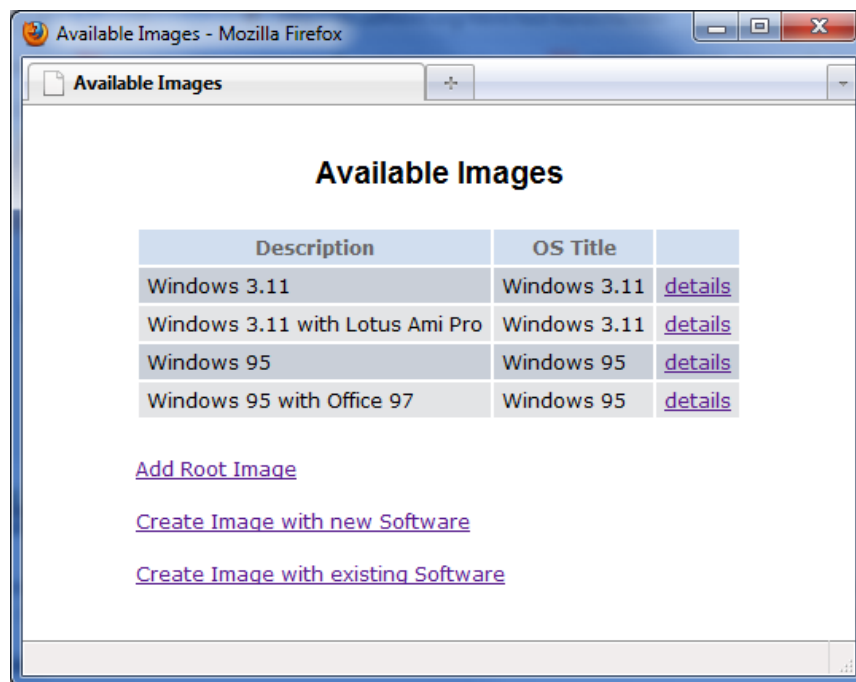 Available Images - Mozilla Firefox
Available Images
Available Images
Description OS Title
Windows 3.11 Windows 3.11 details
Windows 3.11 with Lotus Ami Pro Windows 3.11 details
Windows 95 Windows 95 details
Windows 95 with Office 97 Windows 95 details
Add Root Image
Create Image with new Software
Create Image with existing Software